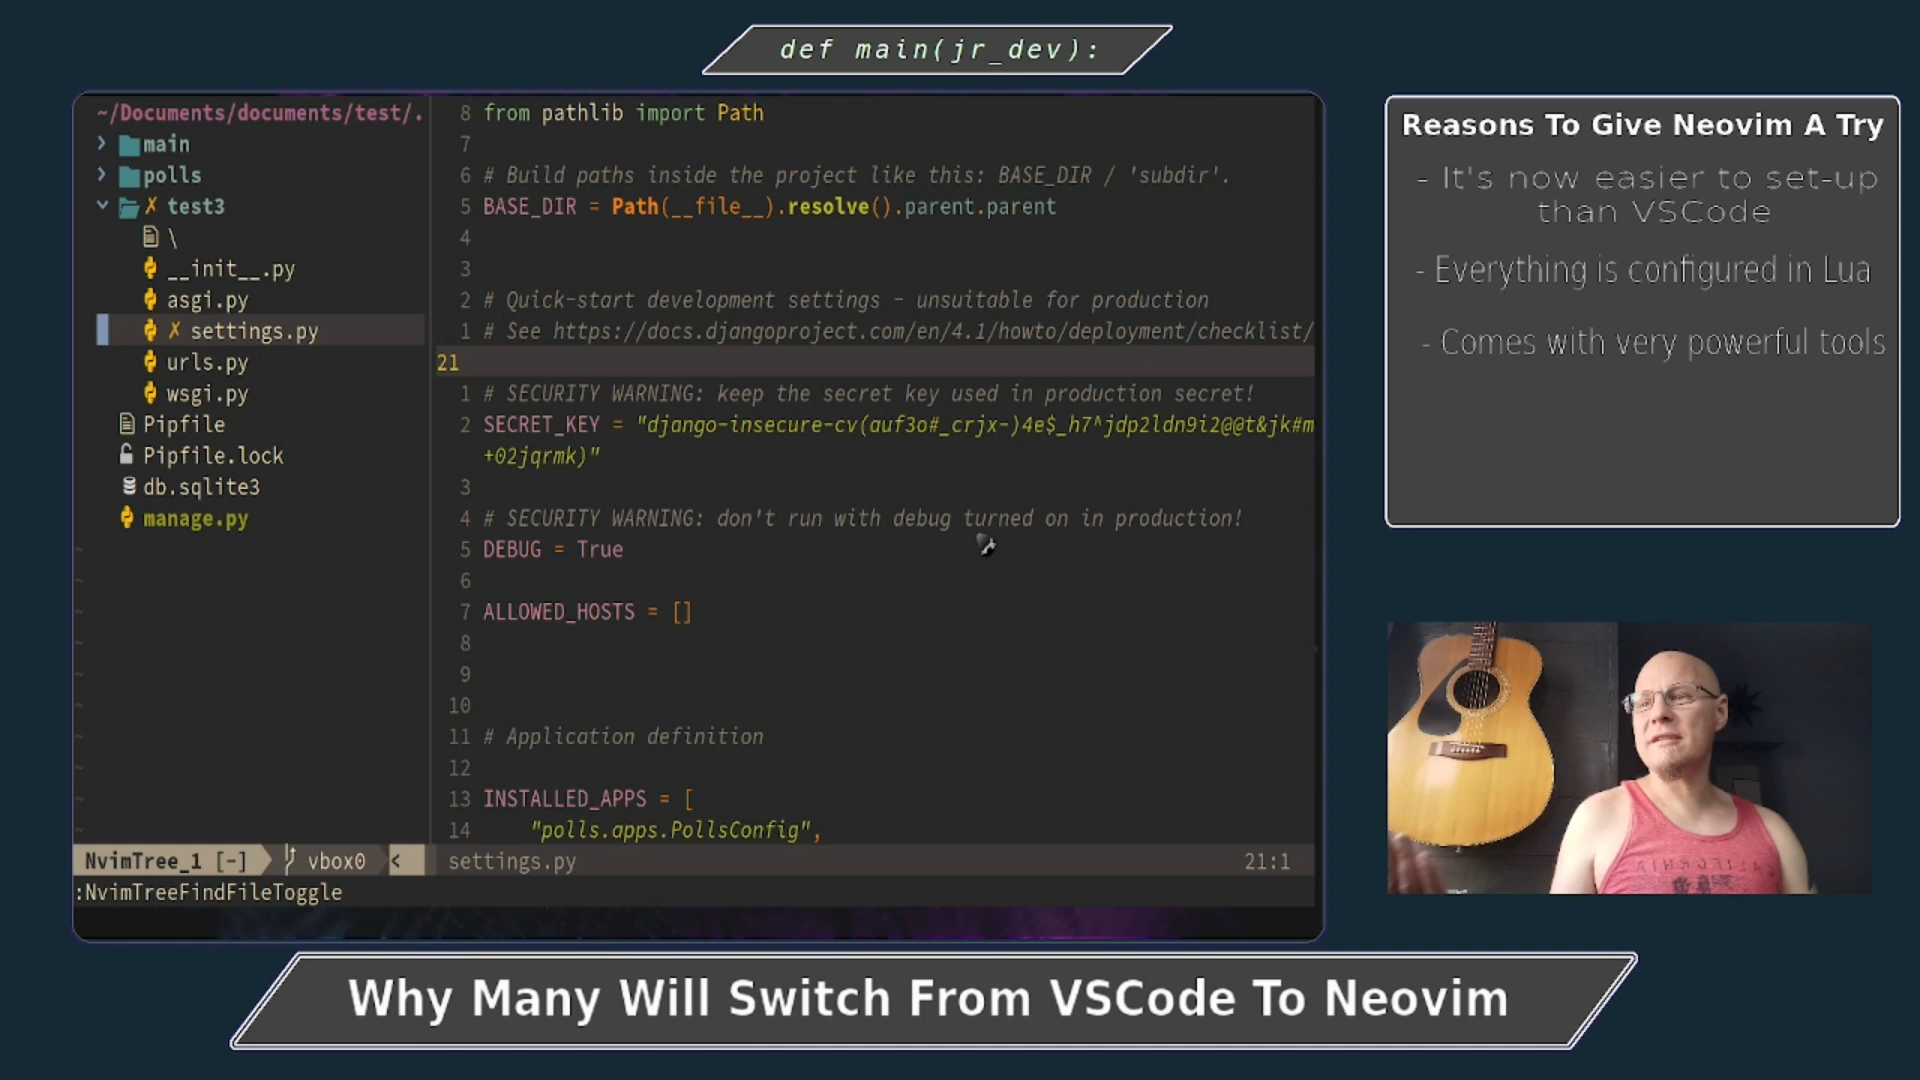 def main(jr_dev):
~/Documents/documents/test/.
main
polls
✗ test3
\
__init__.py
asgi.py
✗ settings.py
urls.py
wsgi.py
Pipfile
Pipfile.lock
db.sqlite3
manage.py
~
~
~
~
~
~
~
~
~
~
8 from pathlib import Path
7
6 # Build paths inside the project like this: BASE_DIR / 'subdir'.
5 BASE_DIR = Path(__file__).resolve().parent.parent
4
3
2 # Quick-start development settings - unsuitable for production
1 # See https://docs.djangoproject.com/en/4.1/howto/deployment/checklist/
21
1 # SECURITY WARNING: keep the secret key used in production secret!
2 SECRET_KEY = "django-insecure-cv(auf3o#_crjx-)4e$_h7^jdp2ldn9i2@@t&jk#m
+02jqrmk)"
3
4 # SECURITY WARNING: don't run with debug turned on in production!
5 DEBUG = True
6
7 ALLOWED_HOSTS = []
8
9
10
11 # Application definition
12
13 INSTALLED_APPS = [
14 "polls.apps.PollsConfig",
NvimTree_1 [-] vbox0 < settings.py 21:1
:NvimTreeFindFileToggle
Reasons To Give Neovim A Try
- It's now easier to set-up
than VSCode
- Everything is configured in Lua
- Comes with very powerful tools
Why Many Will Switch From VSCode To Neovim